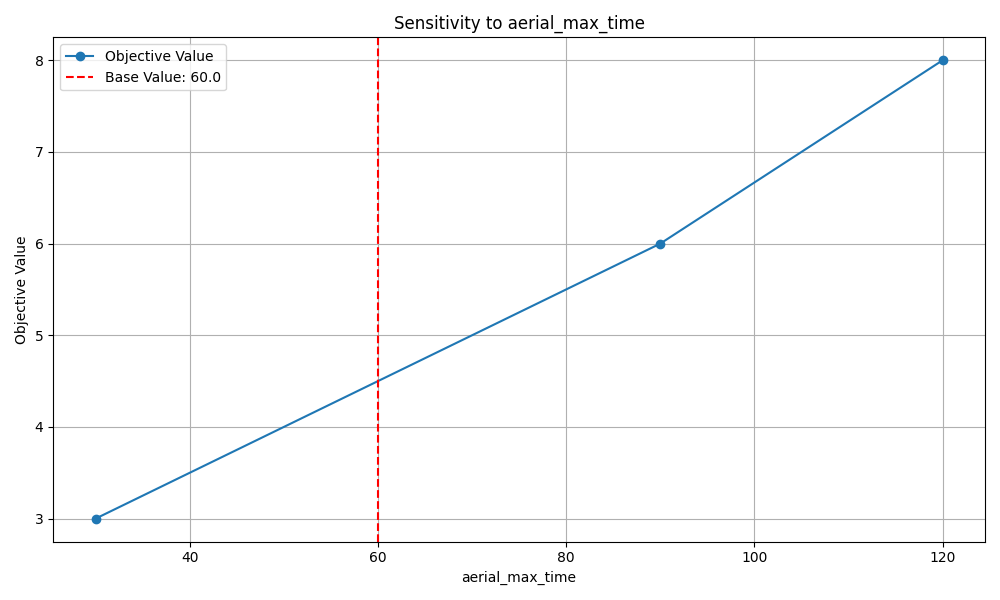 Sensitivity to aerial_max_time
Objective Value
Base Value: 60.0
8
7
6
5
4
3
Objective Value
40
60
80
100
120
aerial_max_time